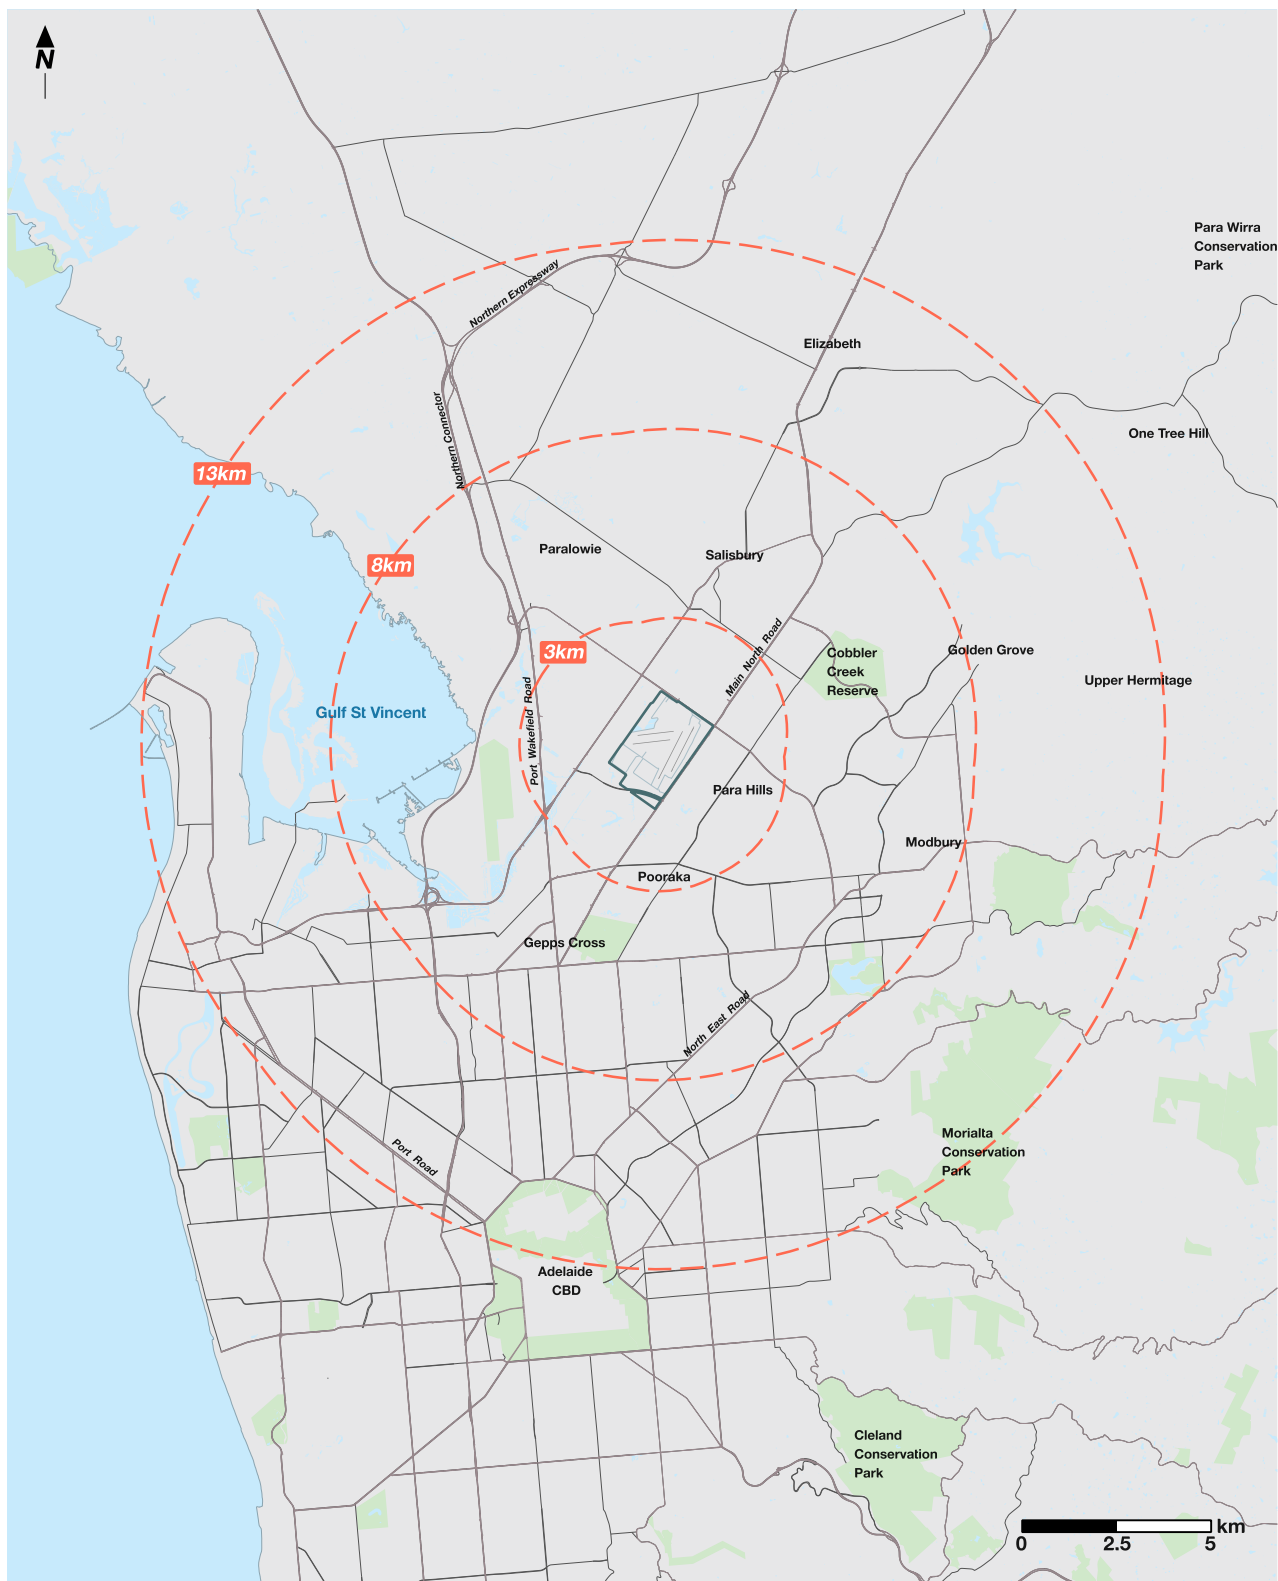 N
Para Wirra
Conservation
Park
Northern Expressway
Elizabeth
Northern Connector
One Tree Hill
13km
8km
Paralowie
Salisbury
3km
Main North Road
Cobbler
Creek
Reserve
Golden Grove
Upper Hermitage
Gulf St Vincent
Port Wakefield Road
Para Hills
Modbury
Pooraka
Gepps Cross
North East Road
Port Road
Morialta
Conservation
Park
Adelaide
CBD
Cleland
Conservation
Park
km
0 2.5 5